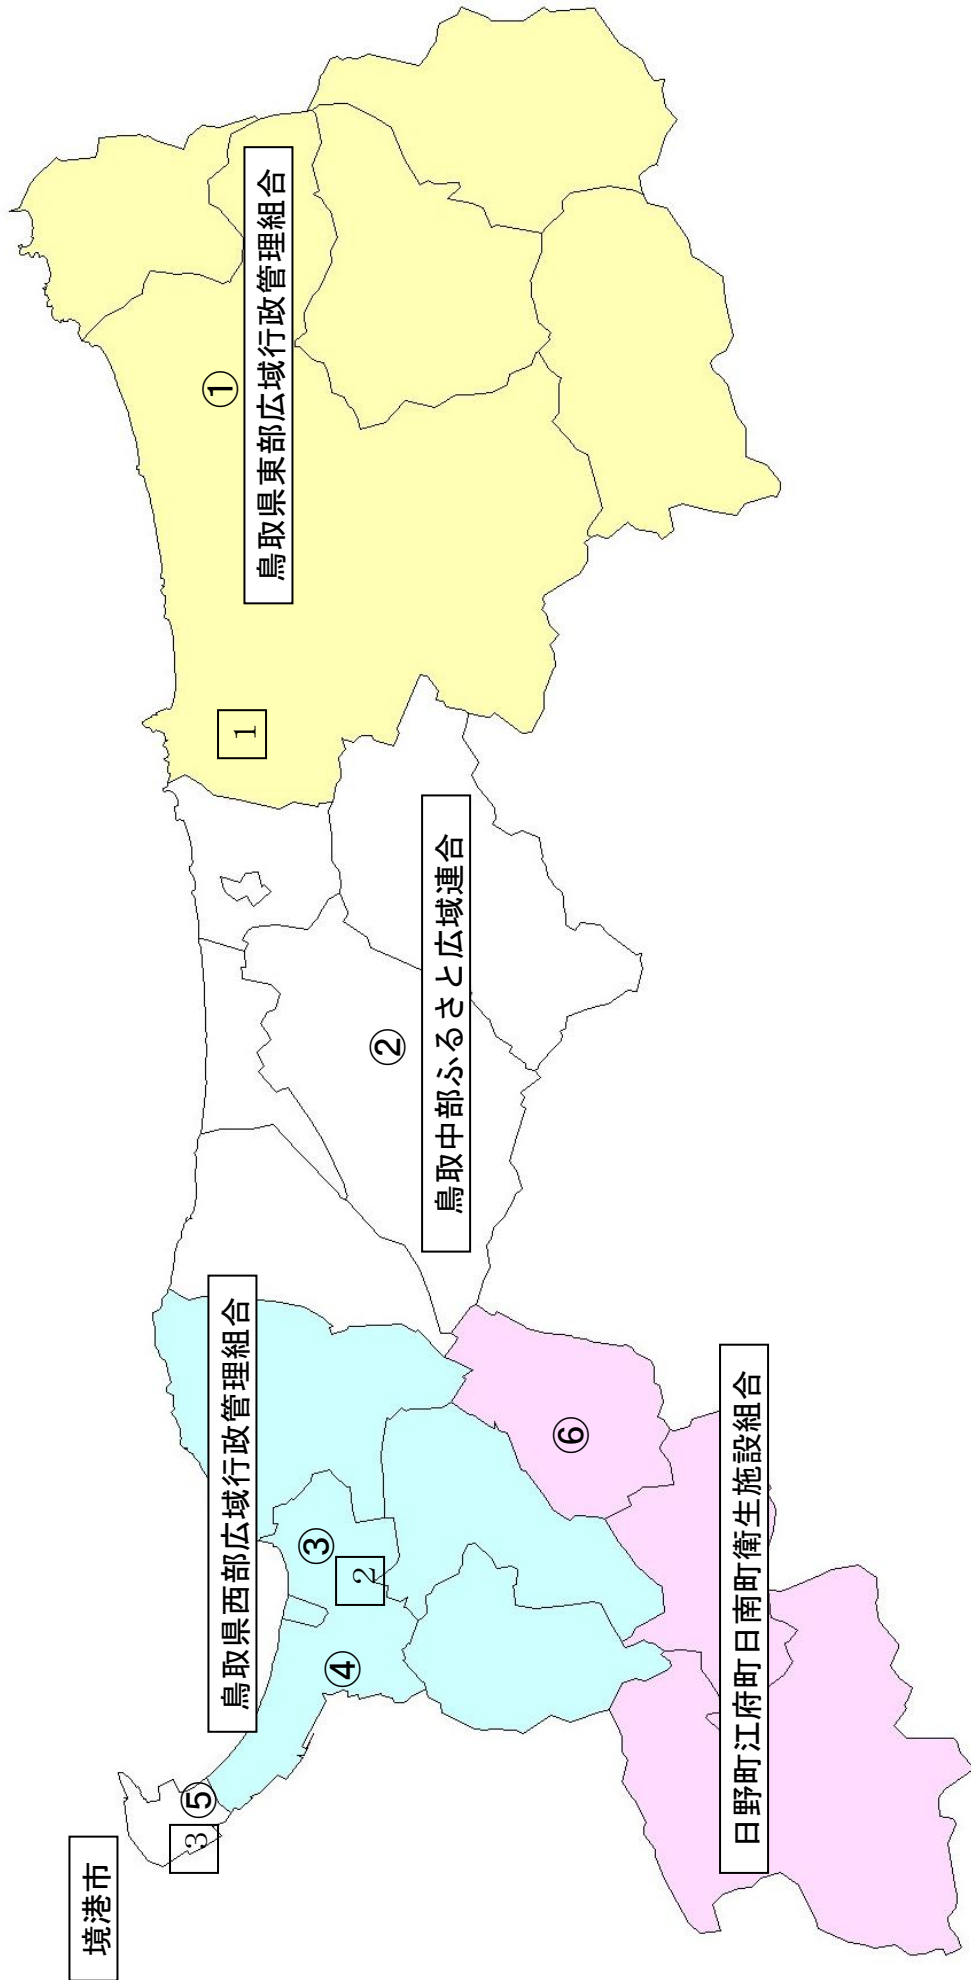 境港市
3
⑤
④
③
2
鳥取県西部広域行政管理組合
⑥
日野町江府町日南町衛生施設組合
②
鳥取中部ふるさと広域連合
1
①
鳥取県東部広域行政管理組合